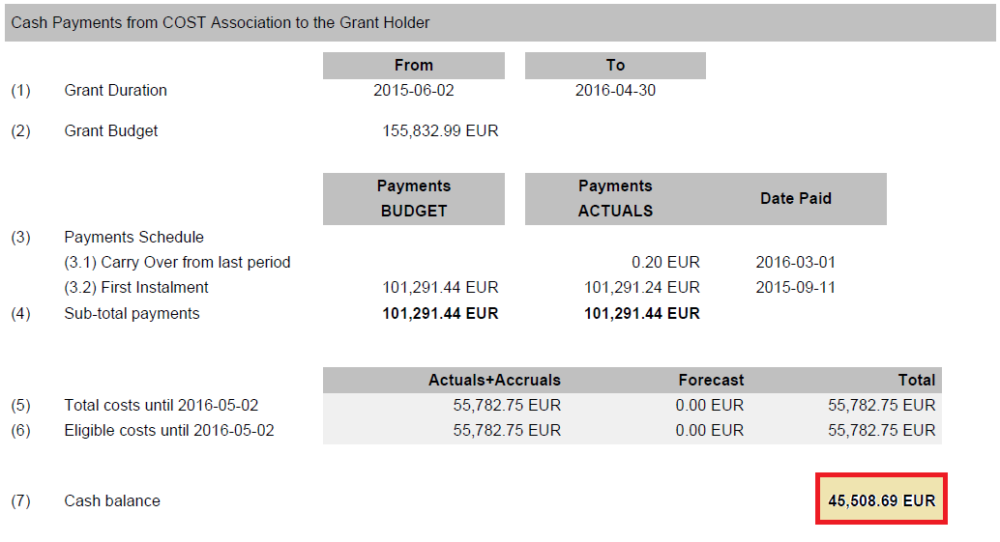 Cash Payments from COST Association to the Grant Holder
From To
(1) Grant Duration 2015-06-02 2016-04-30
(2) Grant Budget 155,832.99 EUR
Payments BUDGET Payments ACTUALS Date Paid
(3) Payments Schedule
(3.1) Carry Over from last period 0.20 EUR 2016-03-01
(3.2) First Instalment 101,291.44 EUR 101,291.24 EUR 2015-09-11
(4) Sub-total payments 101,291.44 EUR 101,291.44 EUR
Actuals+Accruals Forecast Total
(5) Total costs until 2016-05-02 55,782.75 EUR 0.00 EUR 55,782.75 EUR
(6) Eligible costs until 2016-05-02 55,782.75 EUR 0.00 EUR 55,782.75 EUR
(7) Cash balance 45,508.69 EUR